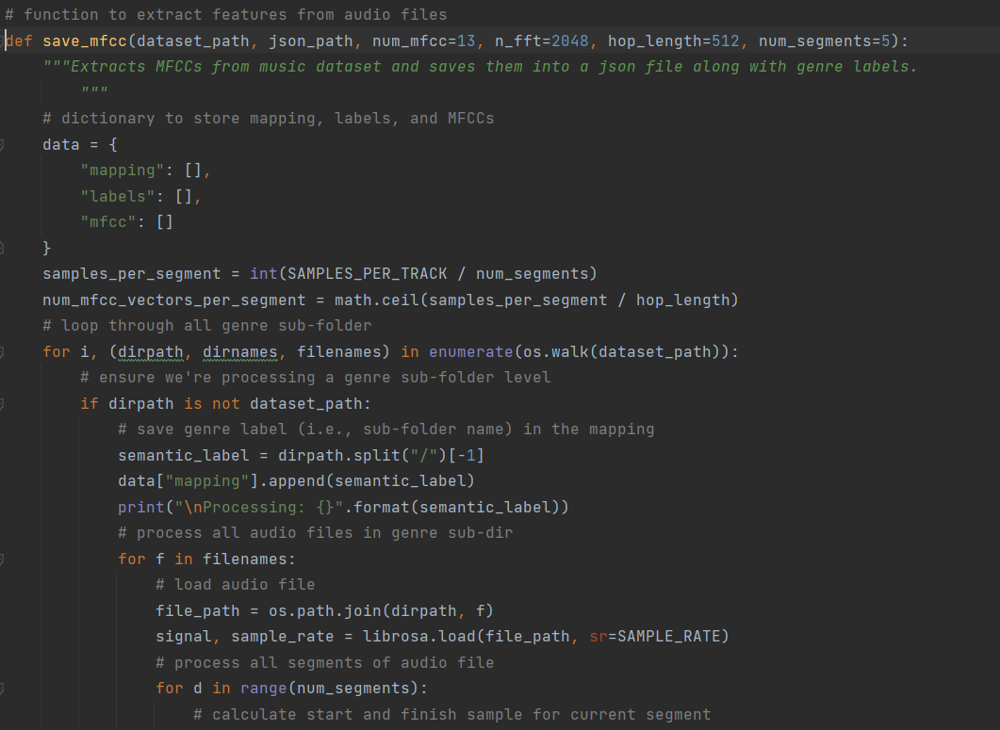 # function to extract features from audio files
def save_mfcc(dataset_path, json_path, num_mfcc=13, n_fft=2048, hop_length=512, num_segments=5):
    """Extracts MFCCs from music dataset and saves them into a json file along with genre labels.
        """
    # dictionary to store mapping, labels, and MFCCs
    data = {
        "mapping": [],
        "labels": [],
        "mfcc": []
    }
    samples_per_segment = int(SAMPLES_PER_TRACK / num_segments)
    num_mfcc_vectors_per_segment = math.ceil(samples_per_segment / hop_length)
    # loop through all genre sub-folder
    for i, (dirpath, dirnames, filenames) in enumerate(os.walk(dataset_path)):
        # ensure we're processing a genre sub-folder level
        if dirpath is not dataset_path:
            # save genre label (i.e., sub-folder name) in the mapping
            semantic_label = dirpath.split("/")[-1]
            data["mapping"].append(semantic_label)
            print("\nProcessing: {}".format(semantic_label))
            # process all audio files in genre sub-dir
            for f in filenames:
                # load audio file
                file_path = os.path.join(dirpath, f)
                signal, sample_rate = librosa.load(file_path, sr=SAMPLE_RATE)
                # process all segments of audio file
                for d in range(num_segments):
                    # calculate start and finish sample for current segment